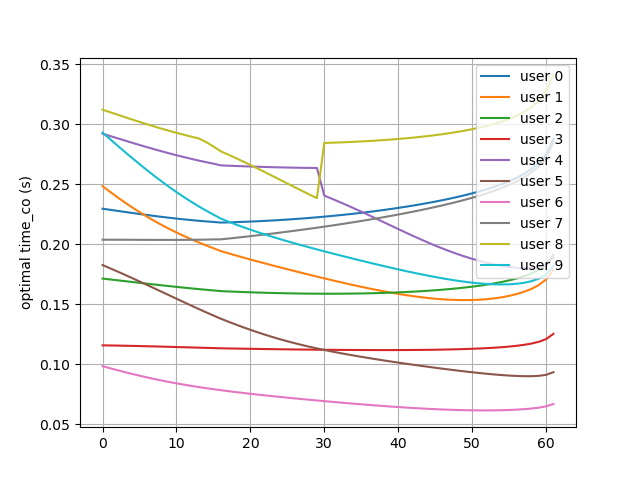 0.35
0.30
0.25
0.20
0.15
0.10
0.05
optimal time_co (s)
0 10 20 30 40 50 60
user 0
user 1
user 2
user 3
user 4
user 5
user 6
user 7
user 8
user 9